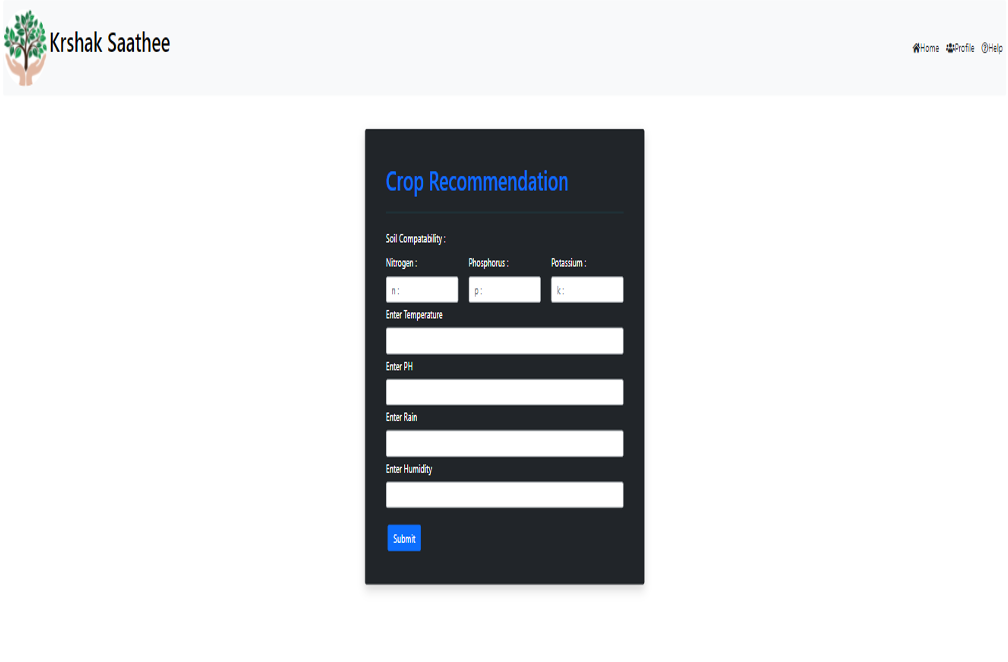 Krshak Saathee
Home Profile Help
Crop Recommendation
Soil Compatability :
Nitrogen : Phosphorus : Potassium :
n : p : k :
Enter Temperature
Enter PH
Enter Rain
Enter Humidity
Submit